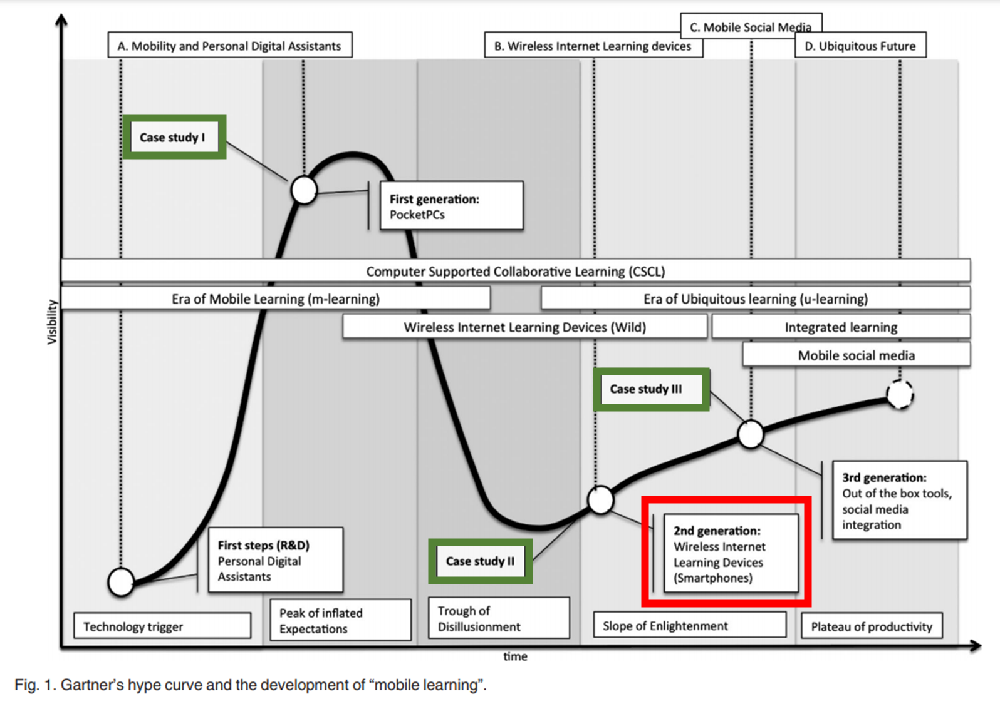 C. Mobile Social Media
A. Mobility and Personal Digital Assistants
B. Wireless Internet Learning devices
D. Ubiquitous Future
Case study I
First generation:
PocketPCs
Computer Supported Collaborative Learning (CSCL)
Era of Mobile Learning (m-learning)
Era of Ubiquitous learning (u-learning)
Wireless Internet Learning Devices (Wild)
Integrated learning
Mobile social media
Visibility
Case study III
3rd generation:
Out of the box tools,
social media
integration
2nd generation:
Wireless Internet
Learning Devices
(Smartphones)
Case study II
First steps (R&D)
Personal Digital
Assistants
Technology trigger
Peak of inflated
Expectations
Trough of
Disillusionment
Slope of Enlightenment
Plateau of productivity
time
Fig. 1. Gartner’s hype curve and the development of “mobile learning”.